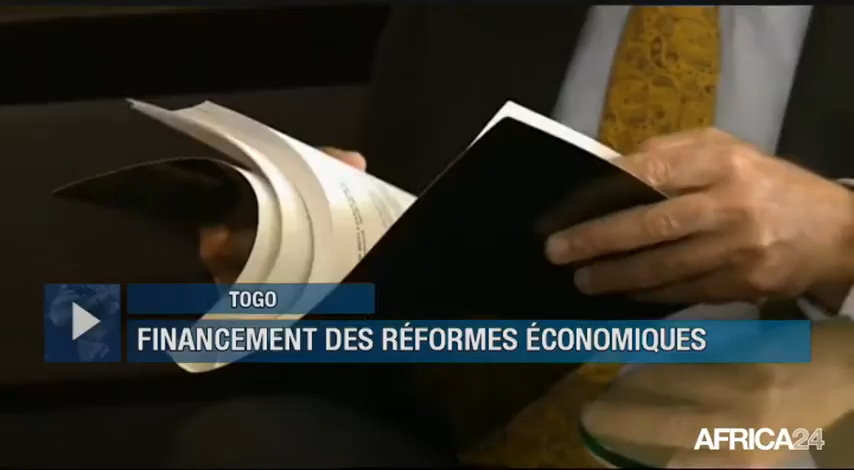 TOGO
FINANCEMENT DES RÉFORMES ÉCONOMIQUES
AFRICA24